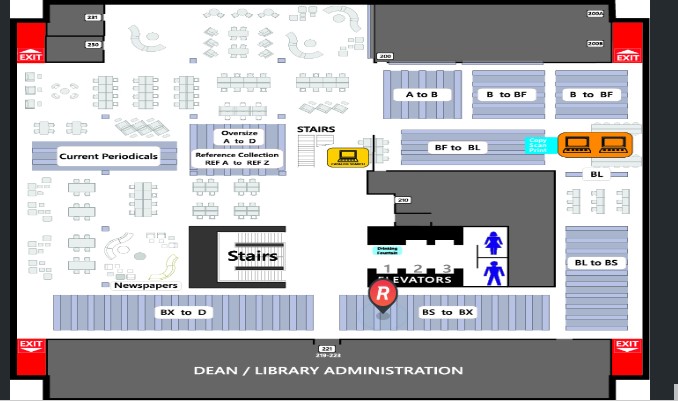 231
200A
250
200B
EXIT
200
EXIT
A to B
B to BF
B to BF
Oversize
A to D
STAIRS
Current Periodicals
Reference Collection
REF A to REF Z
CATALOG SEARCH
BF to BL
Copy
Scan
Print
BL
210
Stairs
Drinking
Fountain
1 2 3
ELEVATORS
BL to BS
Newspapers
R
BX to D
BS to BX
EXIT
221
219-223
EXIT
DEAN / LIBRARY ADMINISTRATION